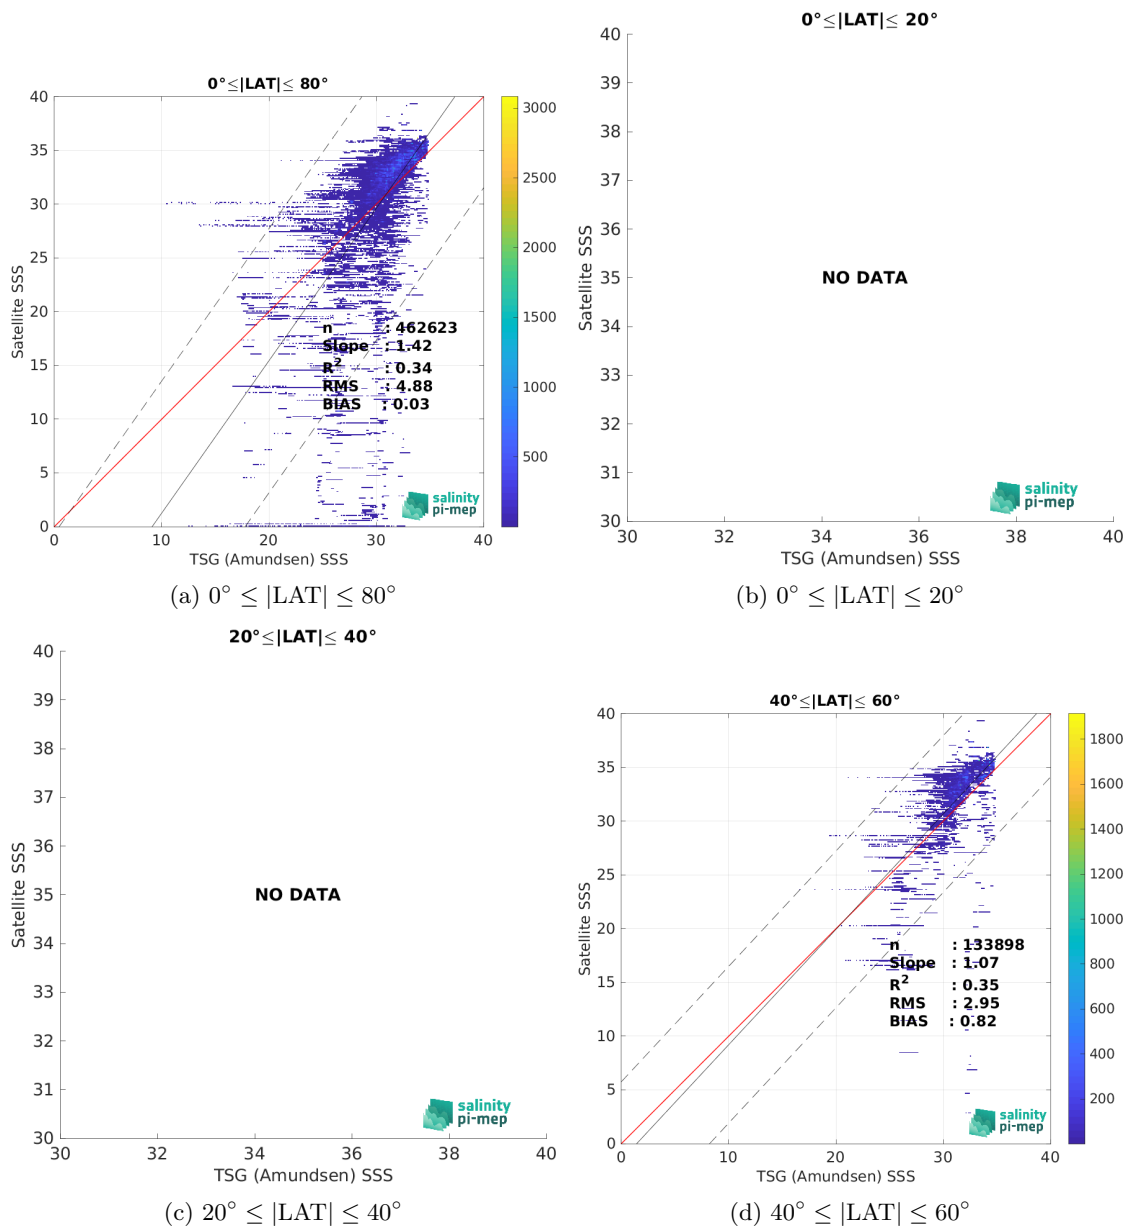 0°≤|LAT|≤ 80°
40
35
30
25
20
15
10
5
0
0
10
20
30
40
Satellite SSS
TSG (Amundsen) SSS
n : 462623
Slope : 1.42
R² : 0.34
RMS : 4.88
BIAS : 0.03
3000
2500
2000
1500
1000
500
salinity
pi-mep
(a) 0° ≤ |LAT| ≤ 80°
0°≤|LAT|≤ 20°
40
39
38
37
36
35
34
33
32
31
30
30
32
34
36
38
40
Satellite SSS
NO DATA
TSG (Amundsen) SSS
salinity
pi-mep
(b) 0° ≤ |LAT| ≤ 20°
20°≤|LAT|≤ 40°
40
39
38
37
36
35
34
33
32
31
30
30
32
34
36
38
40
Satellite SSS
NO DATA
TSG (Amundsen) SSS
salinity
pi-mep
(c) 20° ≤ |LAT| ≤ 40°
40°≤|LAT|≤ 60°
40
35
30
25
20
15
10
5
0
0
10
20
30
40
Satellite SSS
TSG (Amundsen) SSS
n : 133898
Slope : 1.07
R² : 0.35
RMS : 2.95
BIAS : 0.82
1800
1600
1400
1200
1000
800
600
400
200
salinity
pi-mep
(d) 40° ≤ |LAT| ≤ 60°